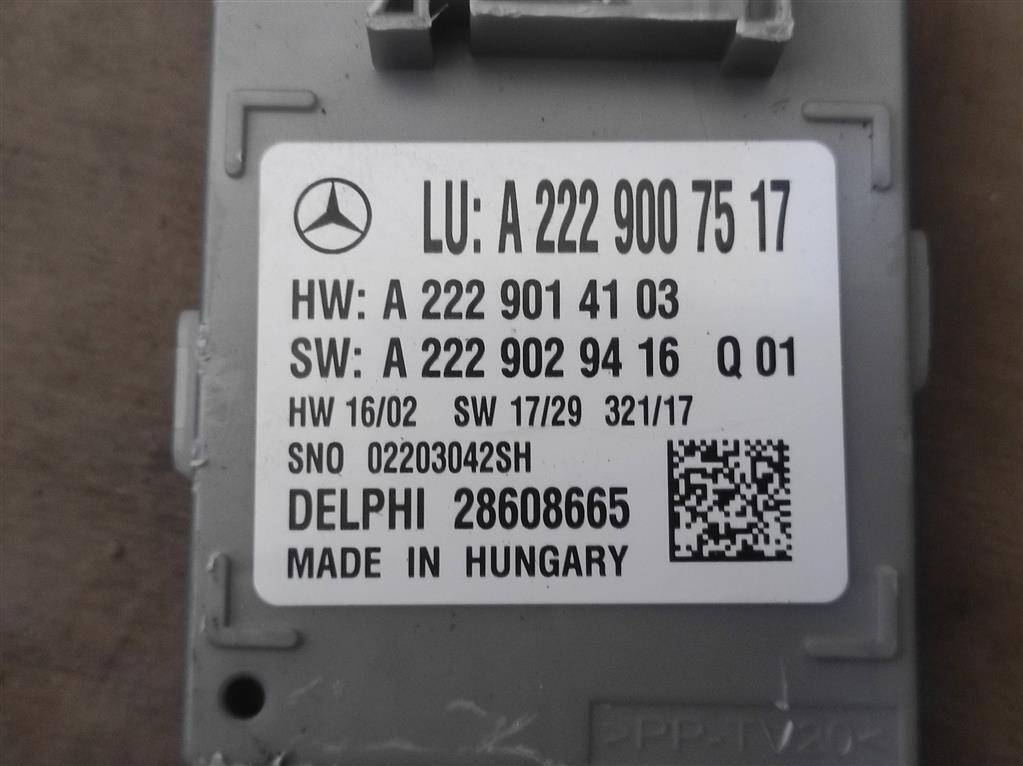 LU: A 222 900 75 17
HW: A 222 901 41 03
SW: A 222 902 94 16 Q 01
HW 16/02 SW 17/29 321/17
SNO 02203042SH
DELPHI 28608665
MADE IN HUNGARY
>PP-TV20<